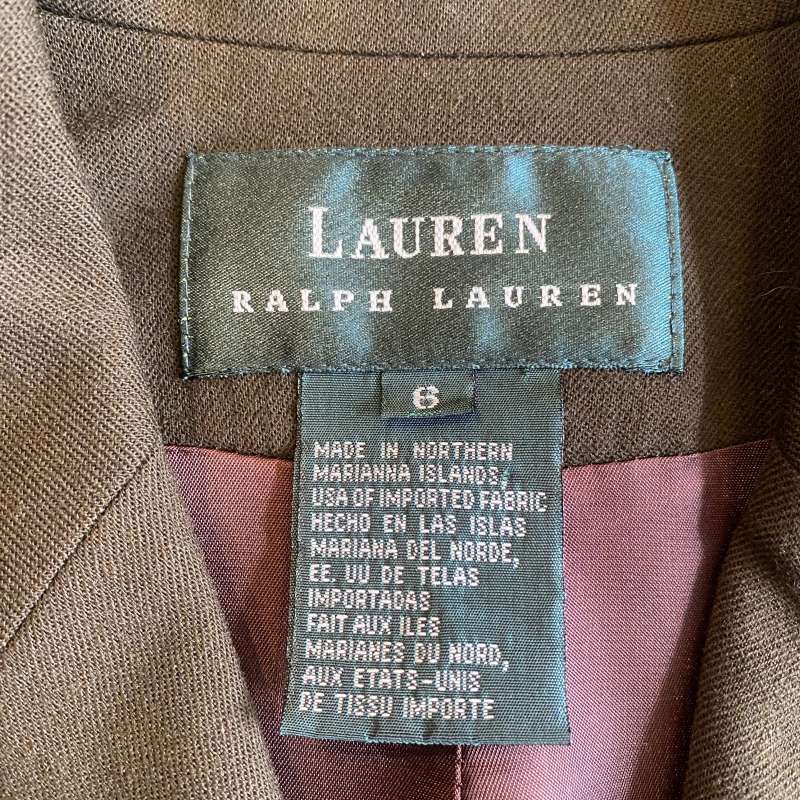 LAUREN
RALPH LAUREN
6
MADE IN NORTHERN
MARIANNA ISLANDS,
USA OF IMPORTED FABRIC
HECHO EN LAS ISLAS
MARIANA DEL NORDE,
EE. UU DE TELAS
IMPORTADAS
FAIT AUX ILES
MARIANES DU NORD,
AUX ETATS-UNIS
DE TISSU IMPORTE